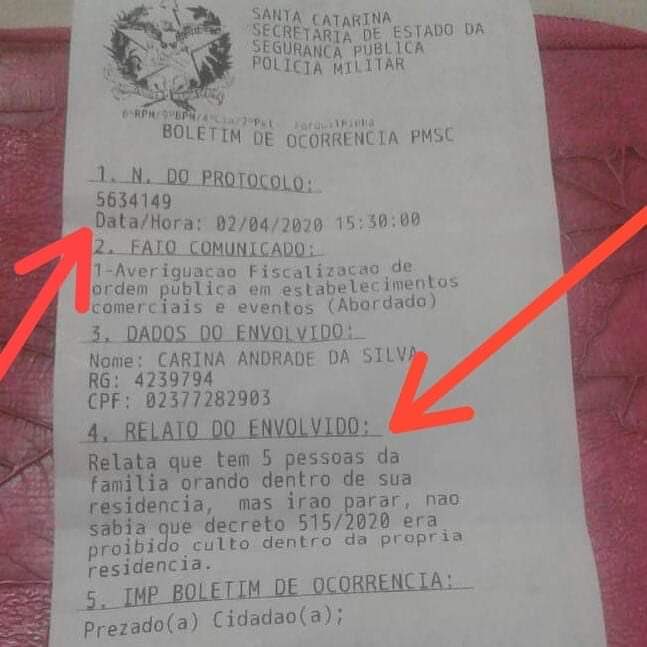 SANTA CATARINA
SECRETARIA DE ESTADO DA
SEGURANCA PUBLICA
POLICIA MILITAR
BOLETIM DE OCORRENCIA PMSC
1. N. DO PROTOCOLO:
5634149
Data/Hora: 02/04/2020 15:30:00
2. FATO COMUNICADO:
1-Averiguacao Fiscalizacao de
ordem publica em estabelecimentos
comerciais e eventos (Abordado)
3. DADOS DO ENVOLVIDO:
Nome: CARINA ANDRADE DA SILVA
RG: 4239794
CPF: 02377282903
4. RELATO DO ENVOLVIDO:
Relata que tem 5 pessoas da
familia orando dentro de sua
residencia, mas irao parar, nao
sabia que decreto 515/2020 era
proibido culto dentro da propria
residencia.
5. IMP BOLETIM DE OCORRENCIA:
Prezado(a) Cidadao(a);